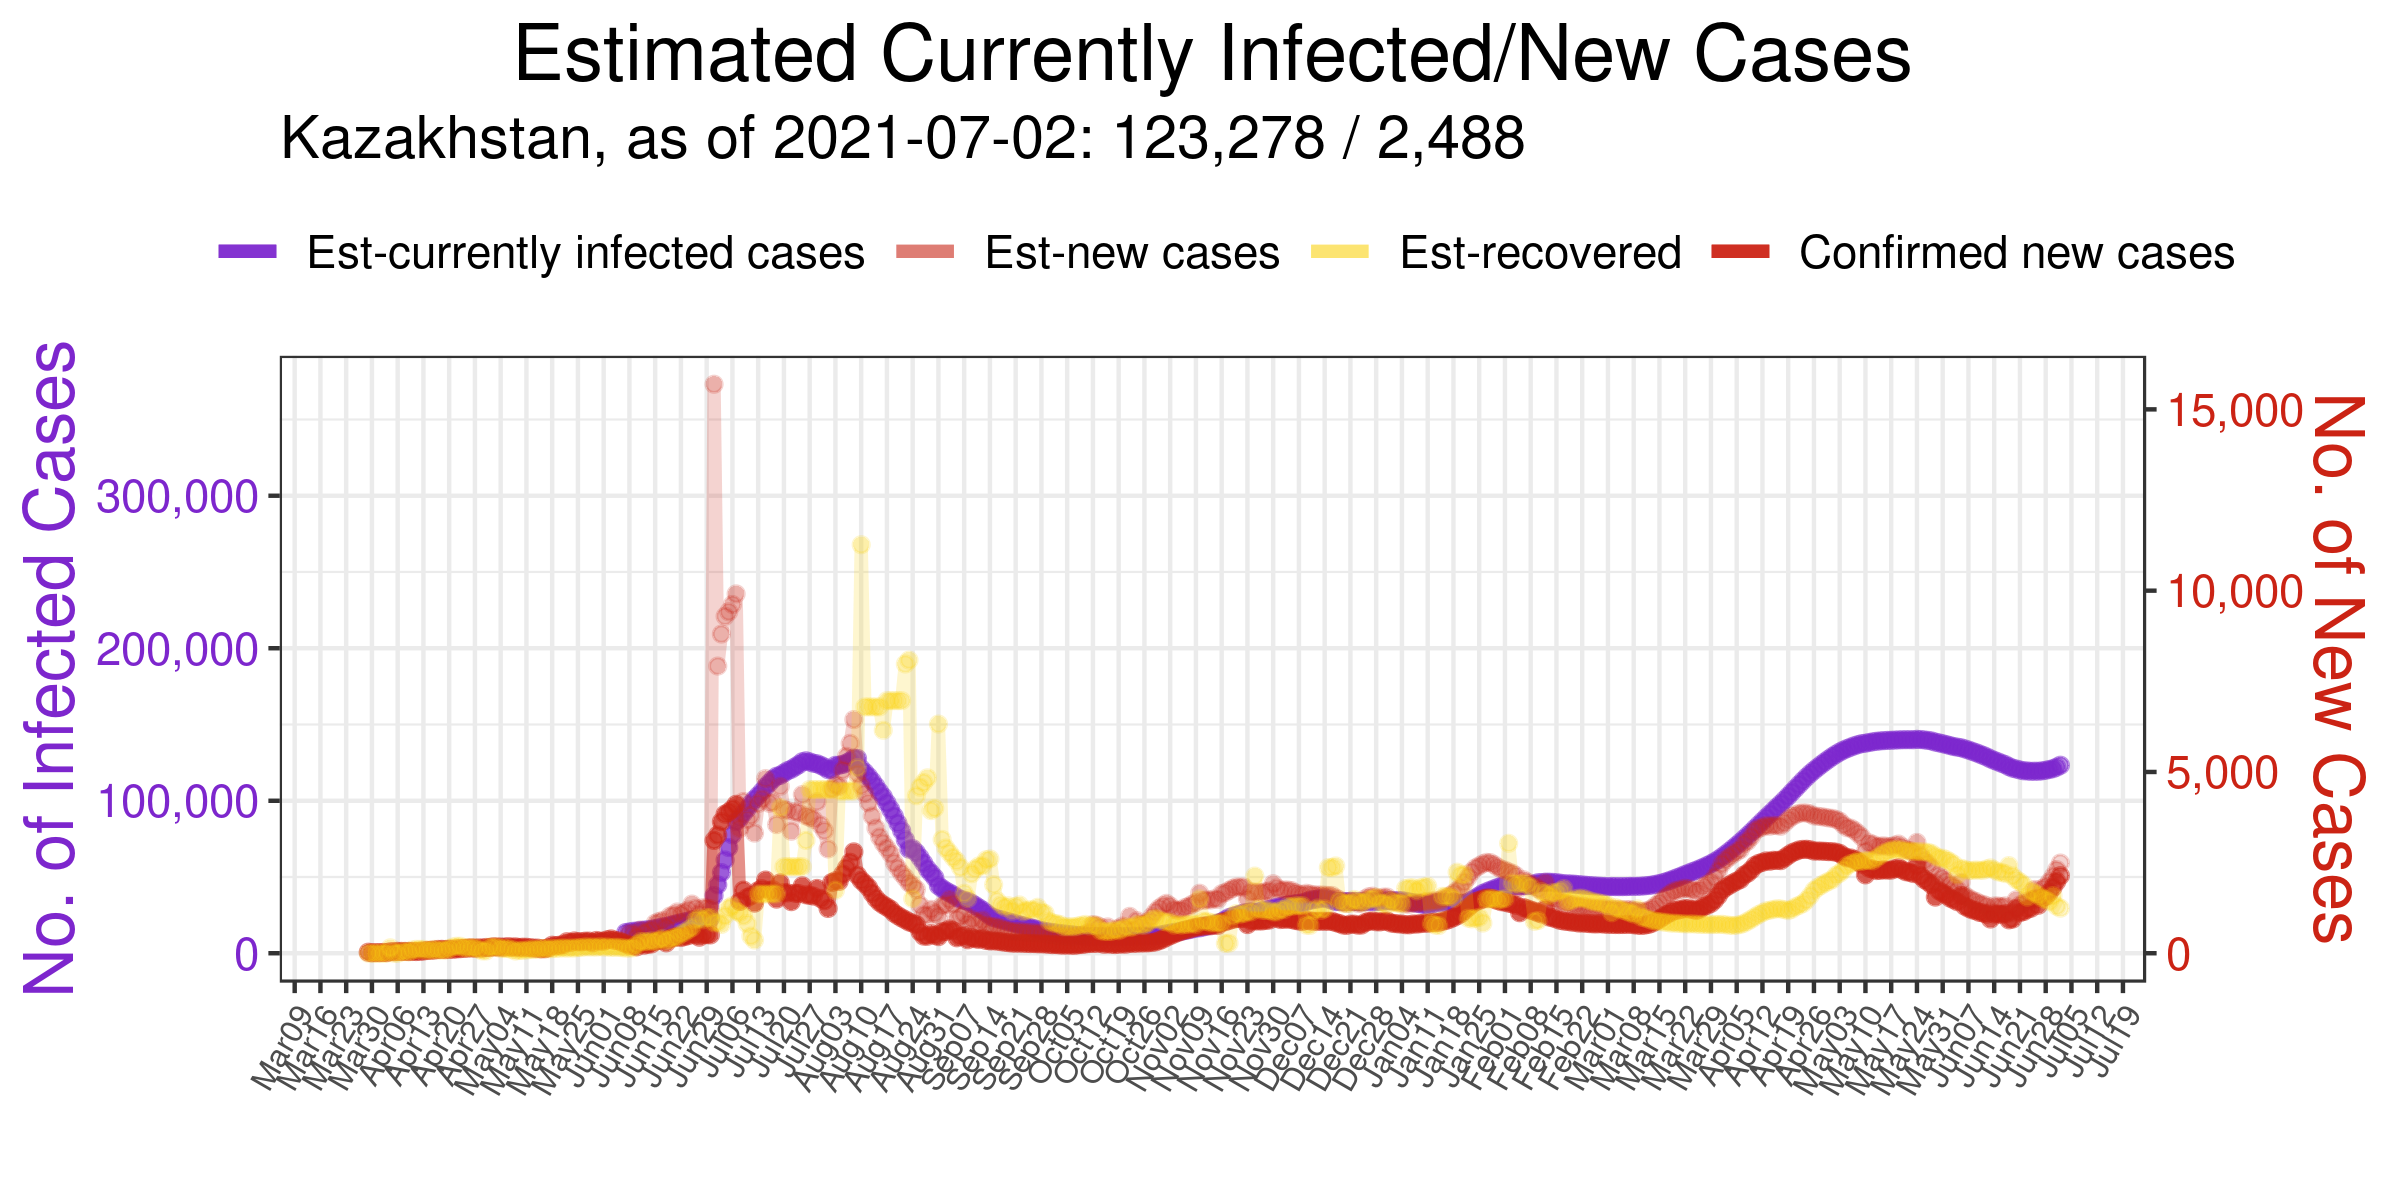 Estimated Currently Infected/New Cases
Kazakhstan, as of 2021-07-02: 123,278 / 2,488
Est-currently infected cases
Est-new cases
Est-recovered
Confirmed new cases
No. of Infected Cases
300,000
200,000
100,000
0
15,000
10,000
5,000
0
No. of New Cases
Mar09
Mar16
Mar23
Mar30
Apr06
Apr13
Apr20
Apr27
May04
May11
May18
May25
Jun01
Jun08
Jun15
Jun22
Jun29
Jul06
Jul13
Jul20
Jul27
Aug03
Aug10
Aug17
Aug24
Aug31
Sep07
Sep14
Sep21
Sep28
Oct05
Oct12
Oct19
Oct26
Nov02
Nov09
Nov16
Nov23
Nov30
Dec07
Dec14
Dec21
Dec28
Jan04
Jan11
Jan18
Jan25
Feb01
Feb08
Feb15
Feb22
Mar01
Mar08
Mar15
Mar22
Mar29
Apr05
Apr12
Apr19
Apr26
May03
May10
May17
May24
May31
Jun07
Jun14
Jun21
Jun28
Jul05
Jul12
Jul19